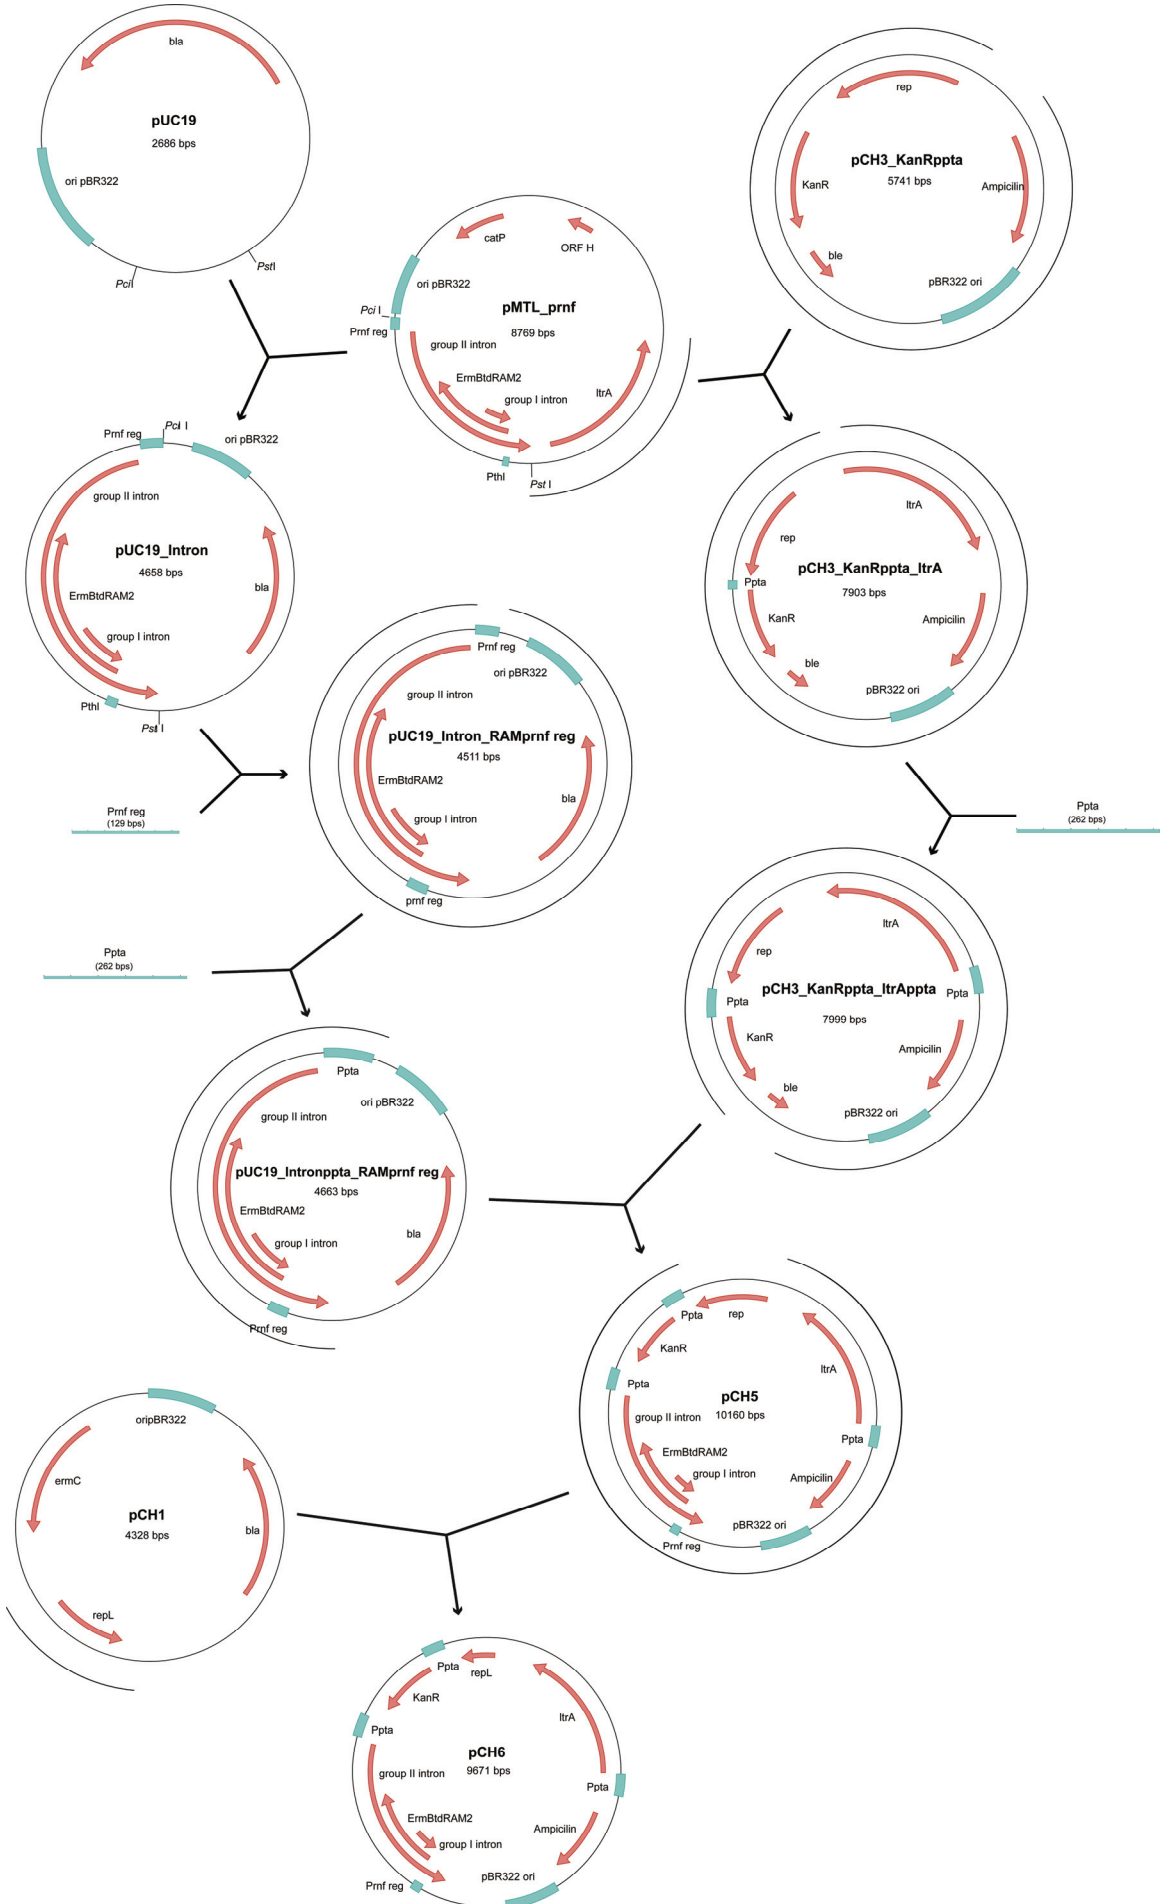 bla
pUC19
2686 bps
ori pBR322
PciI
PstI
rep
pCH3_KanRppta
5741 bps
KanR
Ampicilin
ble
pBR322 ori
catP
ORF H
ori pBR322
Pci I
pMTL_prnf
8769 bps
Prnf reg
group II intron
ErmBtdRAM2
group I intron
ltrA
Pthl
Pst I
Prnf reg
Pci I
ori pBR322
group II intron
pUC19_Intron
4658 bps
ErmBtdRAM2
bla
group I intron
Pthl
Pst I
ltrA
rep
pCH3_KanRppta_ltrA
7903 bps
Ppta
KanR
Ampicilin
ble
pBR322 ori
Prnf reg
ori pBR322
group II intron
pUC19_Intron_RAMprnf reg
4511 bps
ErmBtdRAM2
bla
group I intron
prnf reg
Prnf reg
(129 bps)
Ppta
(262 bps)
ltrA
rep
pCH3_KanRppta_ltrAppta
Ppta
Ppta
7999 bps
KanR
Ampicilin
ble
pBR322 ori
Ppta
(262 bps)
Ppta
ori pBR322
group II intron
pUC19_Intronppta_RAMprnf reg
4663 bps
ErmBtdRAM2
bla
group I intron
Prnf reg
Ppta
rep
KanR
ltrA
Ppta
pCH5
10160 bps
group II intron
Ppta
ErmBtdRAM2
group I intron
Ampicilin
pBR322 ori
Prnf reg
oripBR322
ermC
pCH1
4328 bps
bla
repL
Ppta
repL
KanR
ltrA
Ppta
pCH6
9671 bps
group II intron
Ppta
ErmBtdRAM2
group I intron
Ampicilin
pBR322 ori
Prnf reg